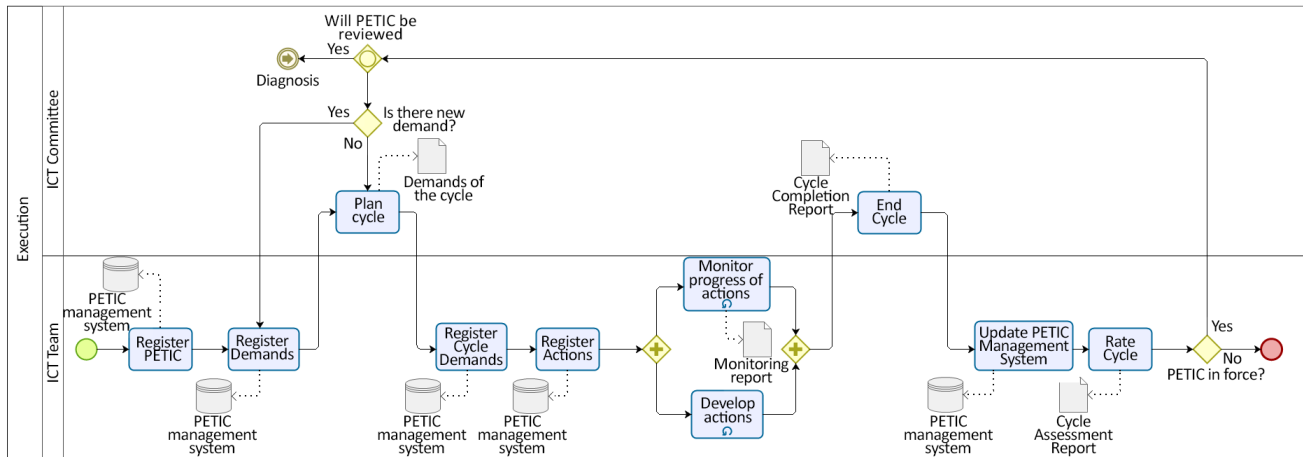 Execution
ICT Committee
Will PETIC be
reviewed
Yes
Diagnosis
Yes
Is there new
demand?
No
Demands of
the cycle
Plan
cycle
Cycle
Completion
Report
End
Cycle
ICT Team
PETIC
management
system
Register
PETIC
Register
Demands
PETIC
management
system
Register
Cycle
Demands
PETIC
management
system
Register
Actions
PETIC
management
system
Monitor
progress of
actions
Monitoring
report
Develop
actions
Update PETIC
Management
System
PETIC
management
system
Rate
Cycle
Cycle
Assessment
Report
Yes
No
PETIC in force?